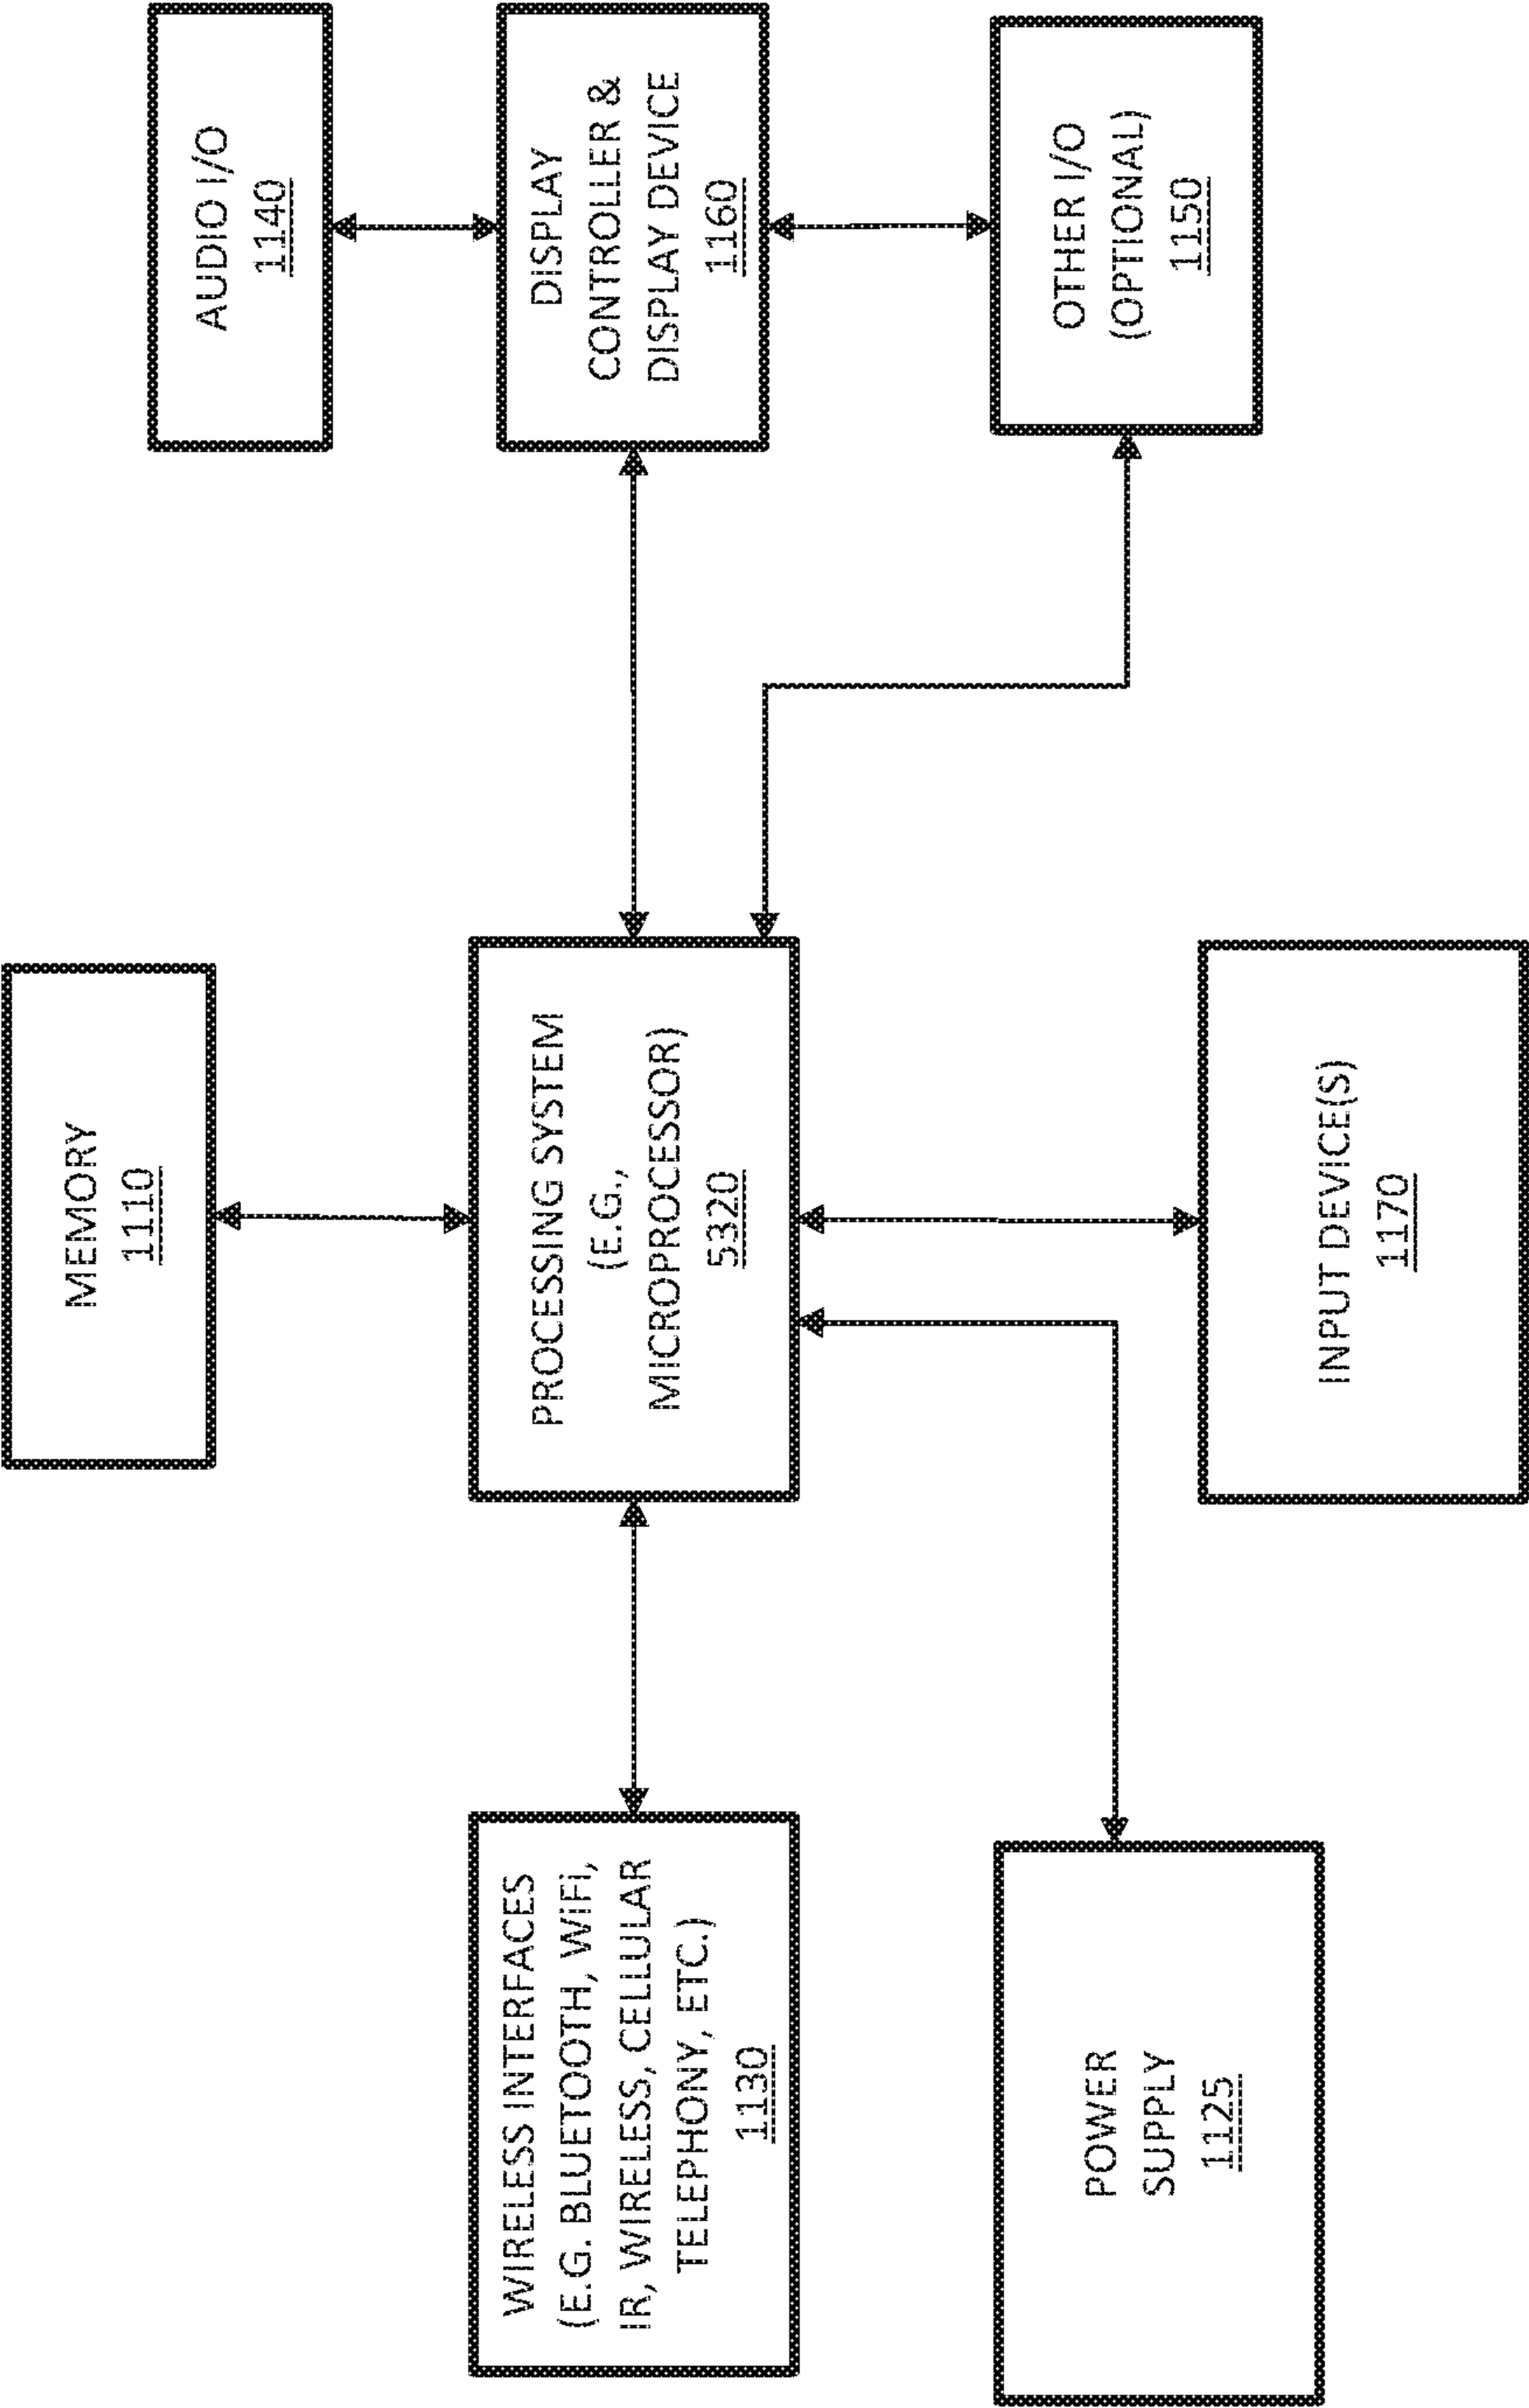 MEMORY
1110
AUDIO I/O
1140
WIRELESS INTERFACES
(E.G. BLUETOOTH, WIFI,
IR, WIRELESS, CELLULAR
TELEPHONY, ETC.)
1130
PROCESSING SYSTEM
(E.G.,
MICROPROCESSOR)
5320
DISPLAY
CONTROLLER &
DISPLAY DEVICE
1160
POWER
SUPPLY
1125
INPUT DEVICE(S)
1170
OTHER I/O
(OPTIONAL)
1150